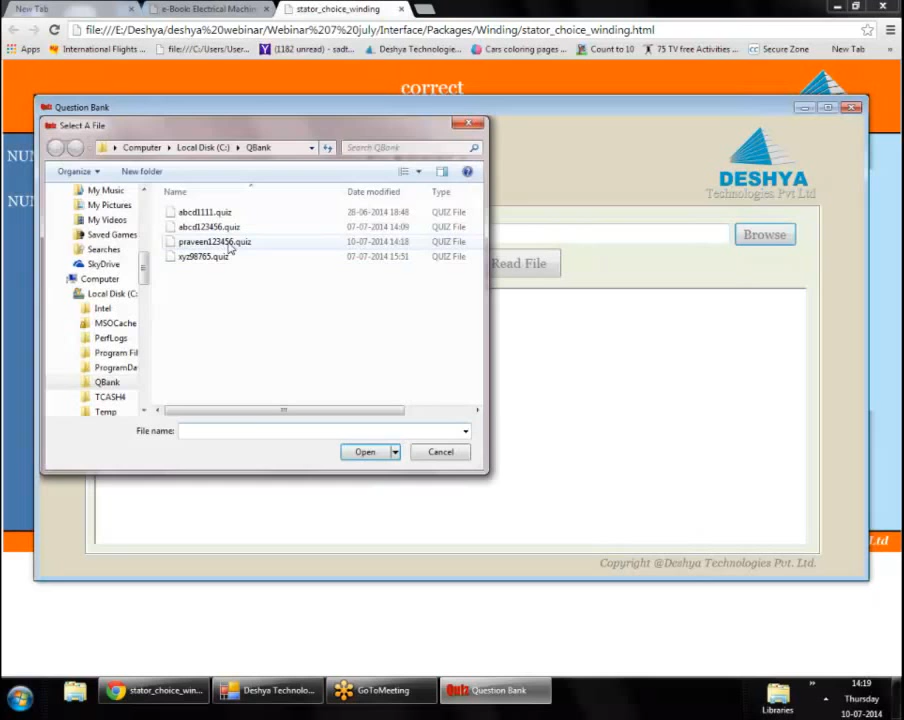 New Tab
e-Book: Electrical Machin
stator_choice_winding
file:///E:/Deshya/deshya webinar/Webinar%207%20july/Interface/Packages/Winding/stator_choice_winding.html
Apps
International Flights ...
file:///C:/Users/User...
(1182 unread) - sadt...
Deshya Technologie...
Cars coloring pages ...
Count to 10
75 TV free Activities ...
Secure Zone
New Tab
correct
Question Bank
Select A File
NUM
NUM
Computer
Local Disk (C:)
QBank
Search QBank
Organize
New folder
DESHYA
Technologies Pvt Ltd
Name
Date modified
Type
My Music
My Pictures
My Videos
Saved Games
Searches
SkyDrive
Computer
Local Disk (C:
Intel
MSOCache
PerfLogs
Program Fil
ProgramDa
QBank
TCASH4
Temp
abcd1111.quiz
28-06-2014 18:48
QUIZ File
abcd123456.quiz
07-07-2014 14:09
QUIZ File
praveen123456.quiz
10-07-2014 14:18
QUIZ File
xyz98765.quiz
07-07-2014 15:51
QUIZ File
Browse
Read File
File name:
Open
Cancel
Ltd
Copyright @Deshya Technologies Pvt. Ltd.
stator_choice_win...
Deshya Technolo...
GoToMeeting
Quiz
Question Bank
Libraries
14:19
Thursday
10-07-2014